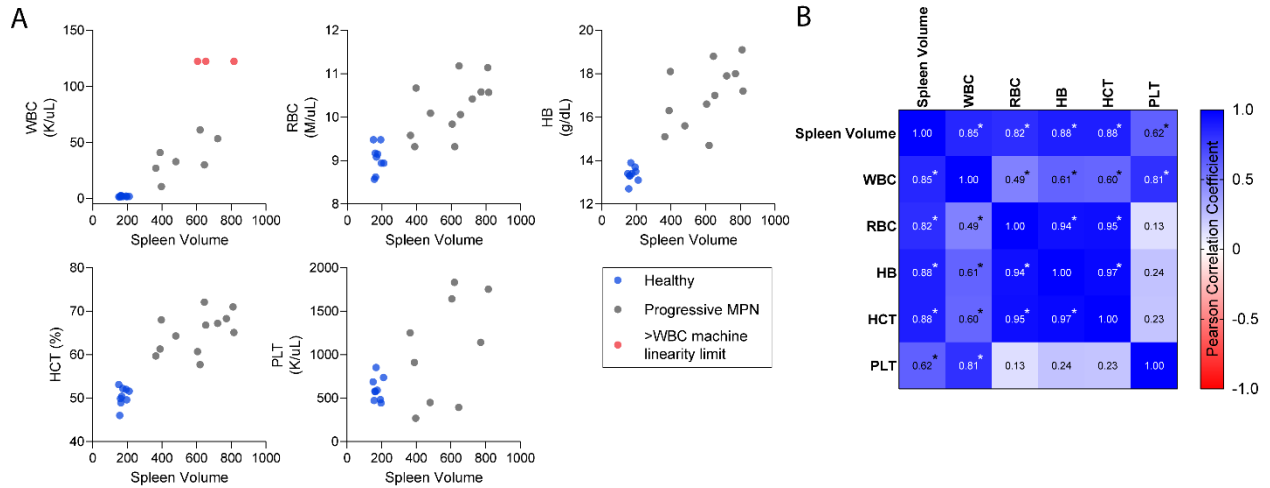 A
WBC
(K/uL)
150
100
50
0
0 200 400 600 800 1000
Spleen Volume
RBC
(M/uL)
12
11
10
9
8
0 200 400 600 800 1000
Spleen Volume
HB
(g/dL)
20
18
16
14
12
0 200 400 600 800 1000
Spleen Volume
HCT (%)
80
70
60
50
40
0 200 400 600 800 1000
Spleen Volume
PLT
(K/uL)
2000
1500
1000
500
0
0 200 400 600 800 1000
Spleen Volume
Healthy
Progressive MPN
>WBC machine
linearity limit
B
Spleen Volume WBC RBC HB HCT PLT
Spleen Volume 1.00 0.85* 0.82* 0.88* 0.88* 0.62*
WBC 0.85* 1.00 0.49* 0.61* 0.60* 0.81*
RBC 0.82* 0.49* 1.00 0.94* 0.95* 0.13
HB 0.88* 0.61* 0.94* 1.00 0.97* 0.24
HCT 0.88* 0.60* 0.95* 0.97* 1.00 0.23
PLT 0.62* 0.81* 0.13 0.24 0.23 1.00
1.0
0.5
0
-0.5
-1.0
Pearson Correlation Coefficient